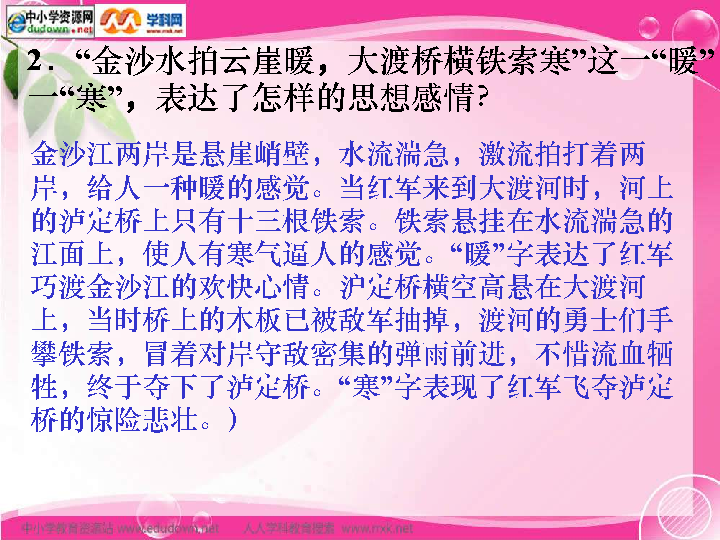 中小学资源网
www.edudown.net
学科网
2．“金沙水拍云崖暖，大渡桥横铁索寒”这一“暖”
一“寒”，表达了怎样的思想感情？
金沙江两岸是悬崖峭壁，水流湍急，激流拍打着两
岸，给人一种暖的感觉。当红军来到大渡河时，河上
的泸定桥上只有十三根铁索。铁索悬挂在水流湍急的
江面上，使人有寒气逼人的感觉。“暖”字表达了红军
巧渡金沙江的欢快心情。沪定桥横空高悬在大渡河
上，当时桥上的木板已被敌军抽掉，渡河的勇士们手
攀铁索，冒着对岸守敌密集的弹雨前进，不惜流血牺
牲，终于夺下了泸定桥。“寒”字表现了红军飞夺泸定
桥的惊险悲壮。）
中小学教育资源站 www.edudown.net 人人学科教育搜索 www.rrxk.net